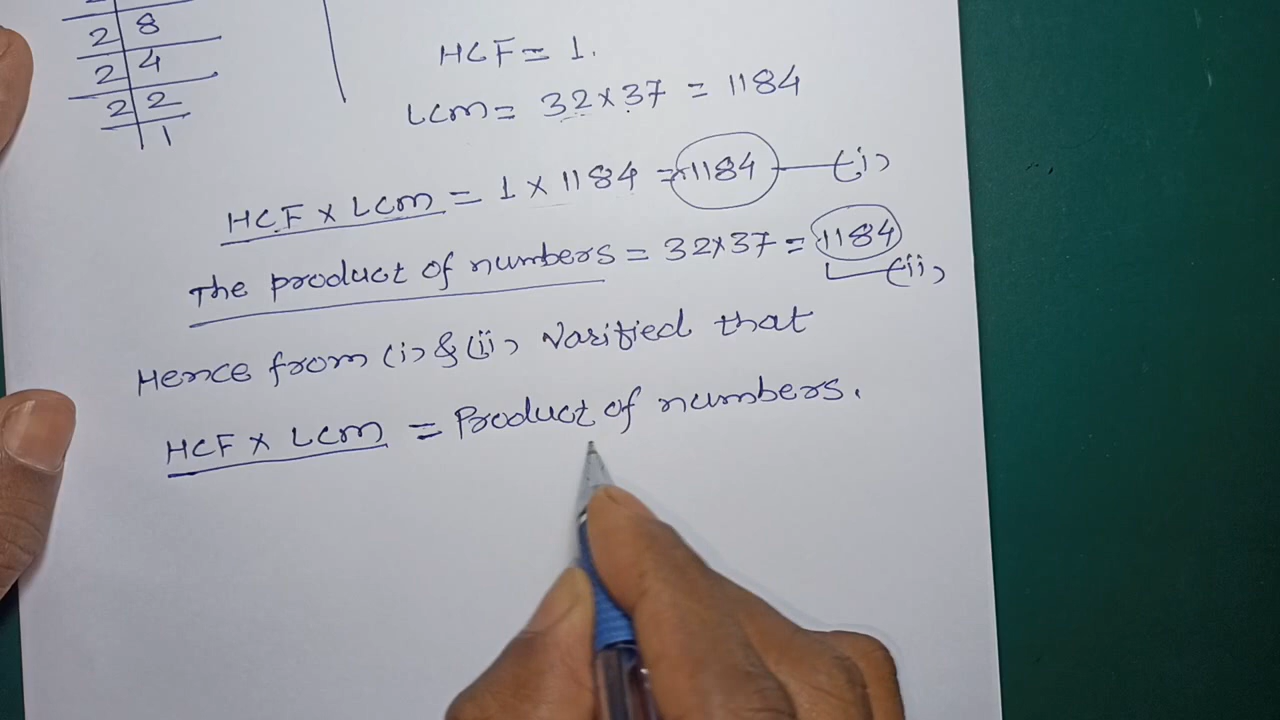 2 8
2 4
2 2
1
HCF = 1.
LCM = 32 × 37 = 1184
HCF × LCM = 1 × 1184 = 1184 (i)
The product of numbers = 32×37 = 1184
(ii)
Hence from (i) & (ii) Varified that
HCF × LCM = Product of numbers.